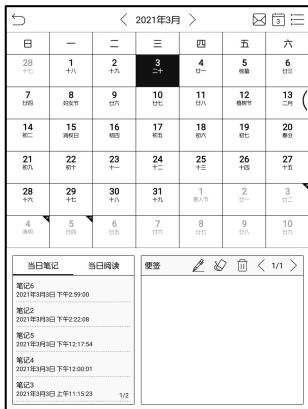 2021年3月
3
日 一 二 三 四 五 六
28 1 2 3 4 5 6
十七 十八 十九 二十 廿一 惊蛰 廿三
7 8 9 10 11 12 13
廿四 妇女节 廿六 廿七 廿八 植树节 二月
14 15 16 17 18 19 20
初二 消权日 初四 初五 初六 初七 春分
21 22 23 24 25 26 27
初九 初十 十一 十二 十三 十四 十五
28 29 30 31 1 2 3
十六 十七 十八 十九 愚人节 廿一 廿二
4 5 6 7 8 9 10
清明 廿四 廿五 廿六 廿七 廿八 廿九
当日笔记 当日阅读 便签 1/1
笔记6
2021年3月3日 下午2:59:00
笔记2
2021年3月3日 下午2:22:08
笔记5
2021年3月3日 下午12:17:54
笔记4
2021年3月3日 下午12:00:01
笔记3
2021年3月3日 上午11:15:23 1/2